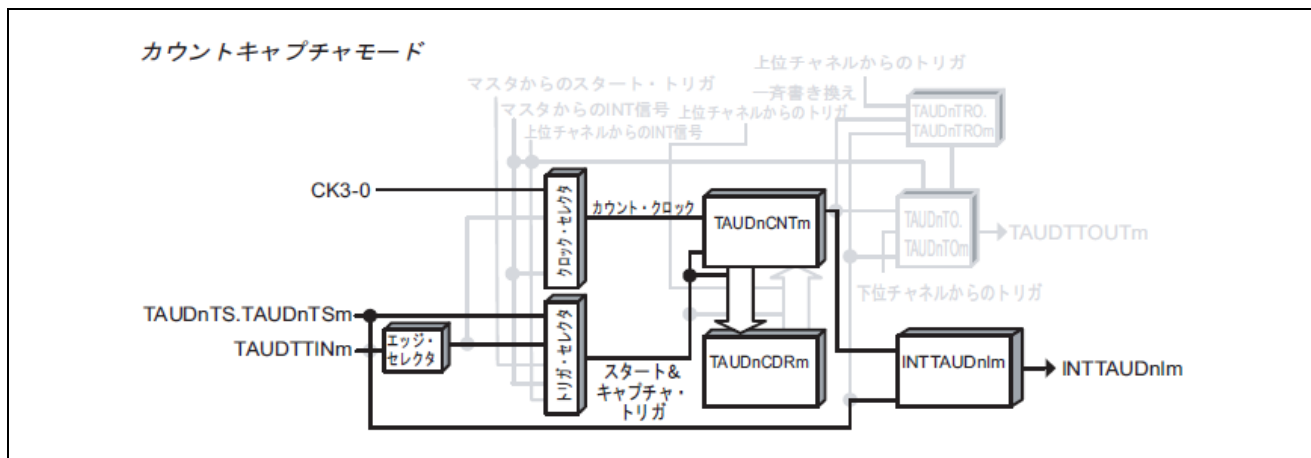 カウントキャプチャモード
上位チャネルからのトリガ
マスタからのスタート・トリガ
一斉書き換え
マスタからのINT信号
上位チャネルからのトリガ
上位チャネルからのINT信号
TAUDnTRO.
TAUDnTROm
CK3-0
クロック・セレクタ
カウント・クロック
TAUDnCNTm
TAUDnTO.
TAUDnTOm
TAUDTTOUTm
下位チャネルからのトリガ
TAUDnTS.TAUDnTSm
TAUDTTINm
エッジ・
セレクタ
トリガ・セレクタ
スタート&
キャプチャ・
トリガ
TAUDnCDRm
INTTAUDnIm
INTTAUDnIm